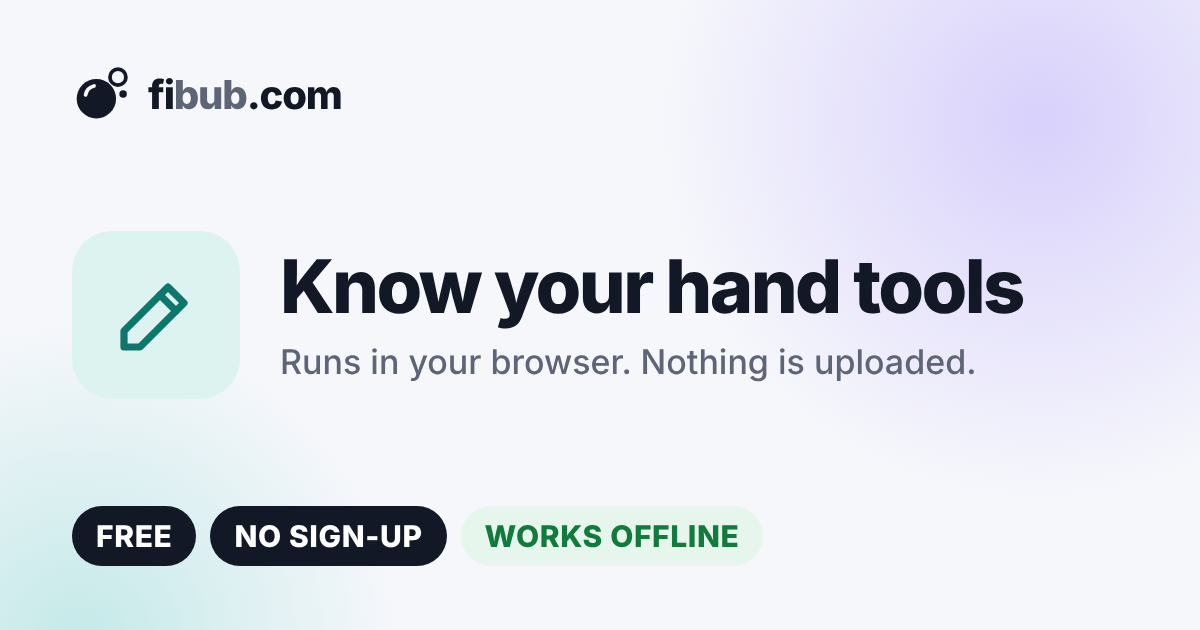 fibub.com
Know your hand tools
Runs in your browser. Nothing is uploaded.
FREE NO SIGN-UP WORKS OFFLINE